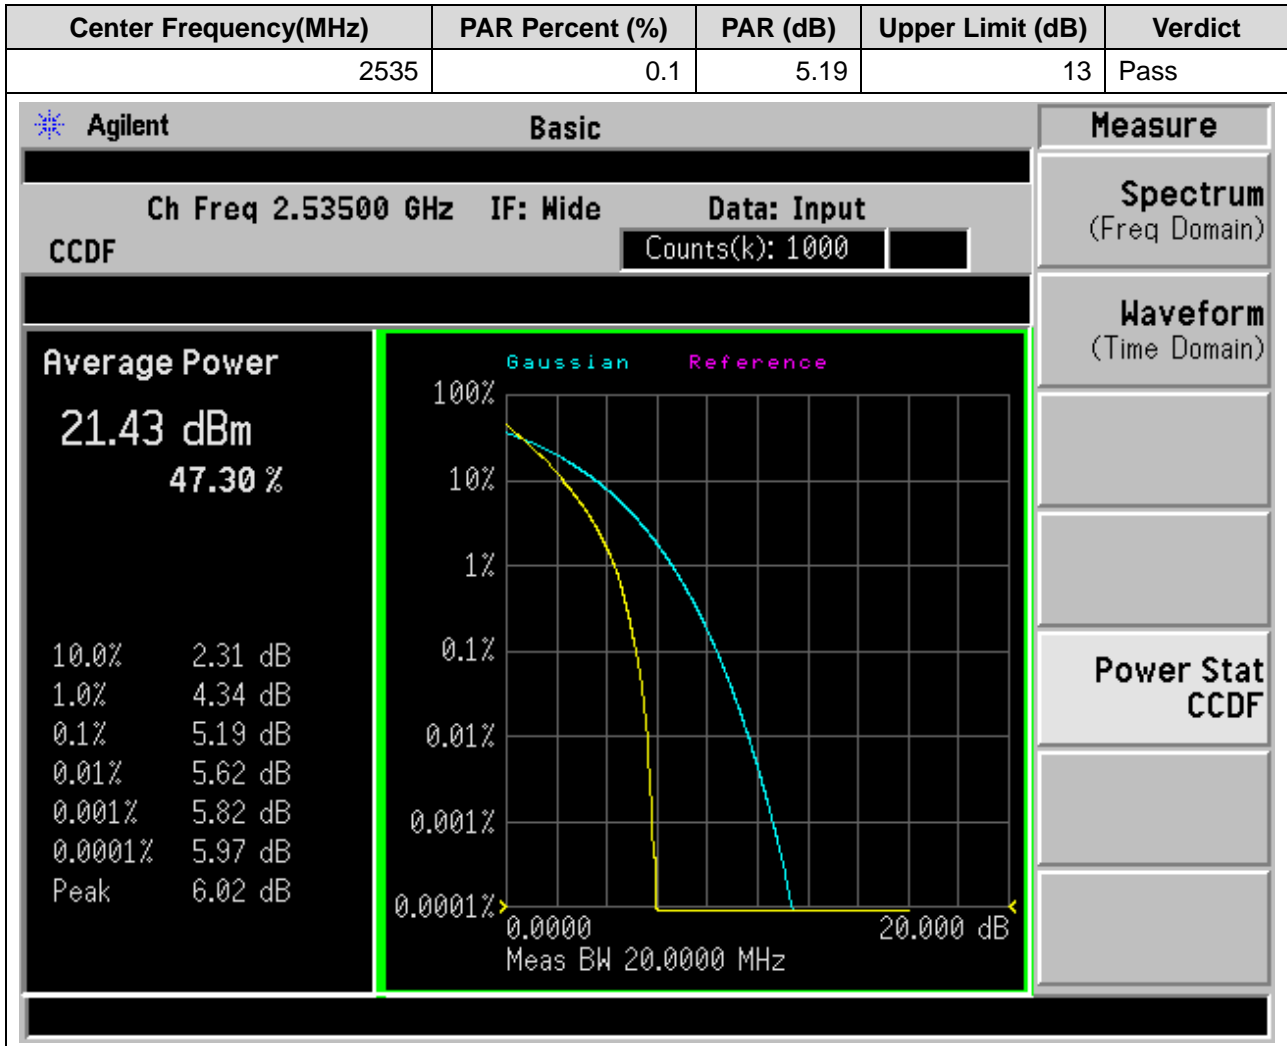 Center Frequency(MHz) PAR Percent (%) PAR (dB) Upper Limit (dB) Verdict
2535 0.1 5.19 13 Pass
Agilent Basic Measure
Ch Freq 2.53500 GHz IF: Wide Data: Input
CCDF Counts(k): 1000
Spectrum
(Freq Domain)
Waveform
(Time Domain)
Power Stat
CCDF
Average Power
21.43 dBm
47.30 %
10.0% 2.31 dB
1.0% 4.34 dB
0.1% 5.19 dB
0.01% 5.62 dB
0.001% 5.82 dB
0.0001% 5.97 dB
Peak 6.02 dB
Gaussian Reference
100%
10%
1%
0.1%
0.01%
0.001%
0.0001%
0.0000 20.000 dB
Meas BW 20.0000 MHz